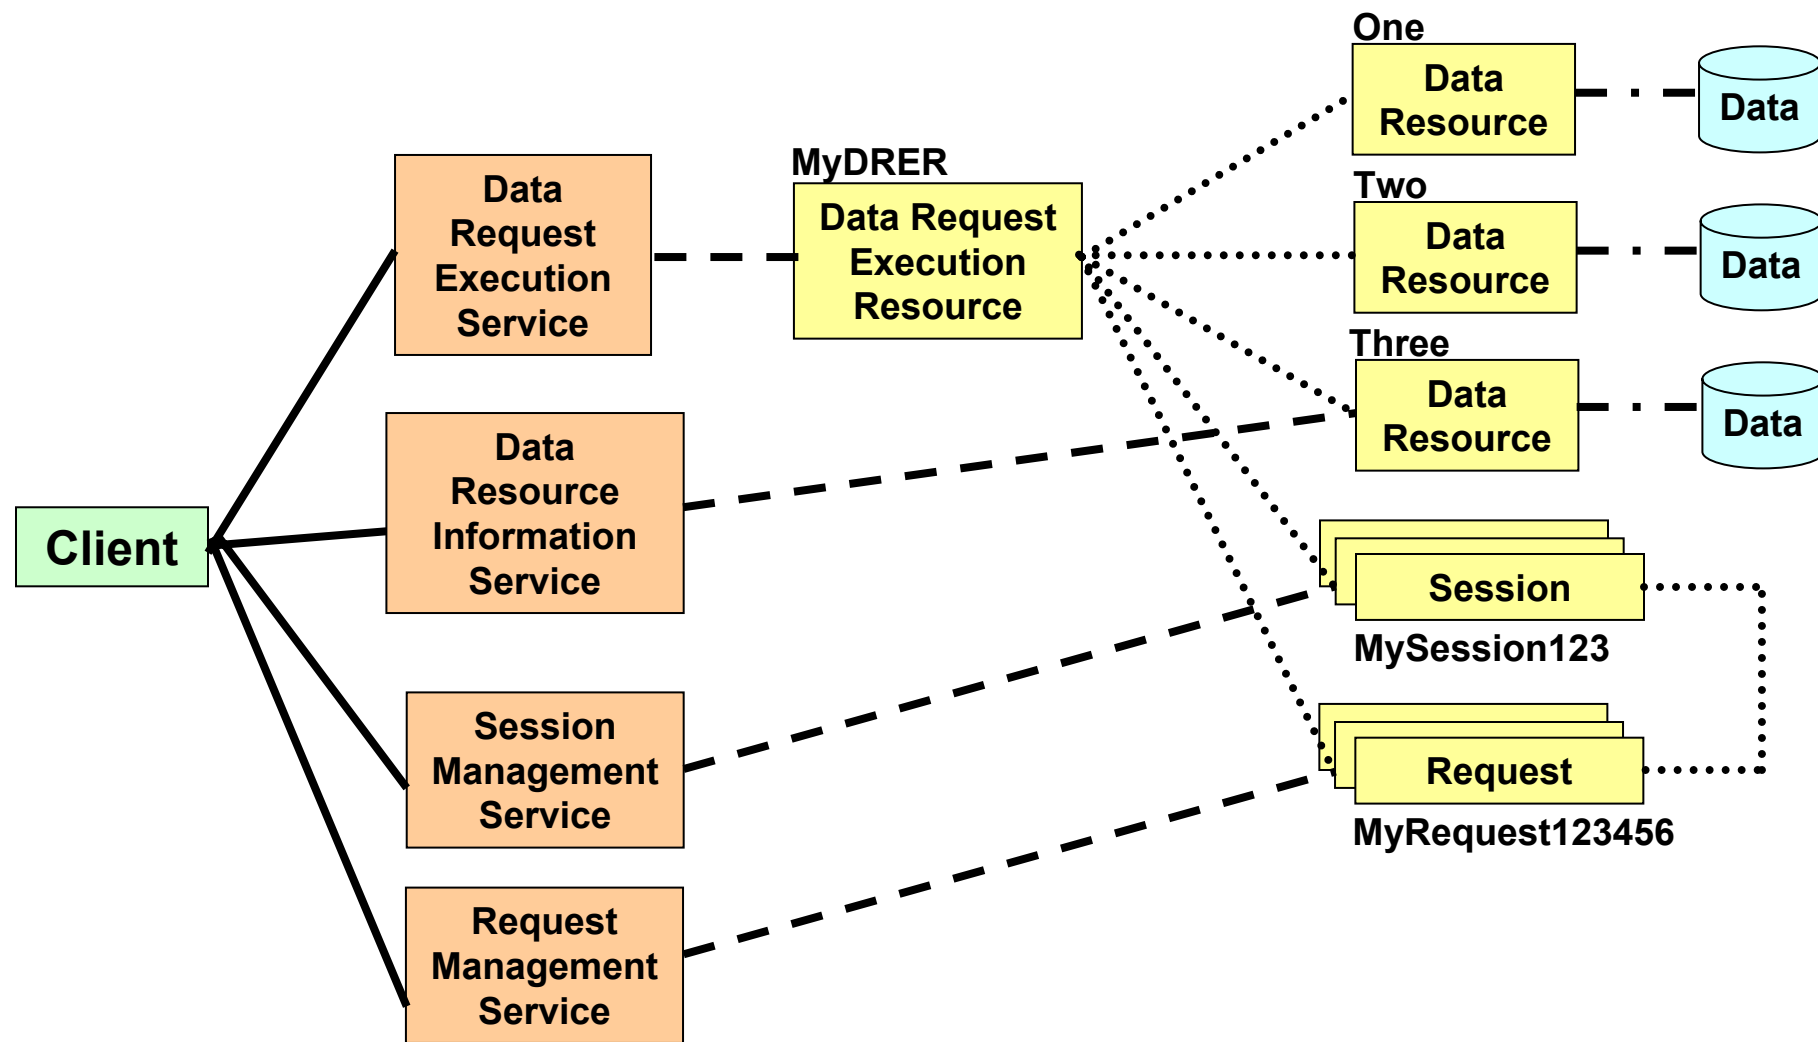 One
Data
Resource
Data
MyDRER
Data
Request
Execution
Service
Data Request
Execution
Resource
Two
Data
Resource
Data
Three
Data
Resource
Data
Client
Data
Resource
Information
Service
Session
MySession123
Session
Management
Service
Request
MyRequest123456
Request
Management
Service